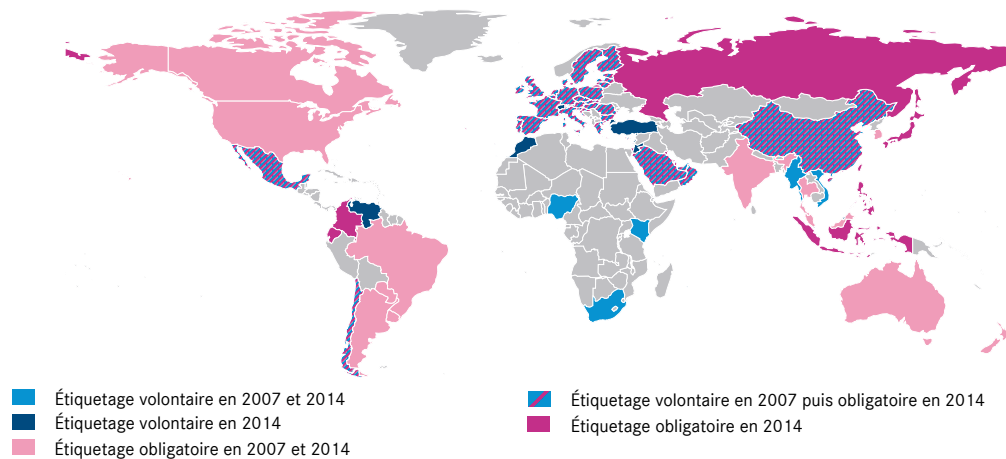 Étiquetage volontaire en 2007 et 2014
Étiquetage volontaire en 2014
Étiquetage obligatoire en 2007 et 2014
Étiquetage volontaire en 2007 puis obligatoire en 2014
Étiquetage obligatoire en 2014